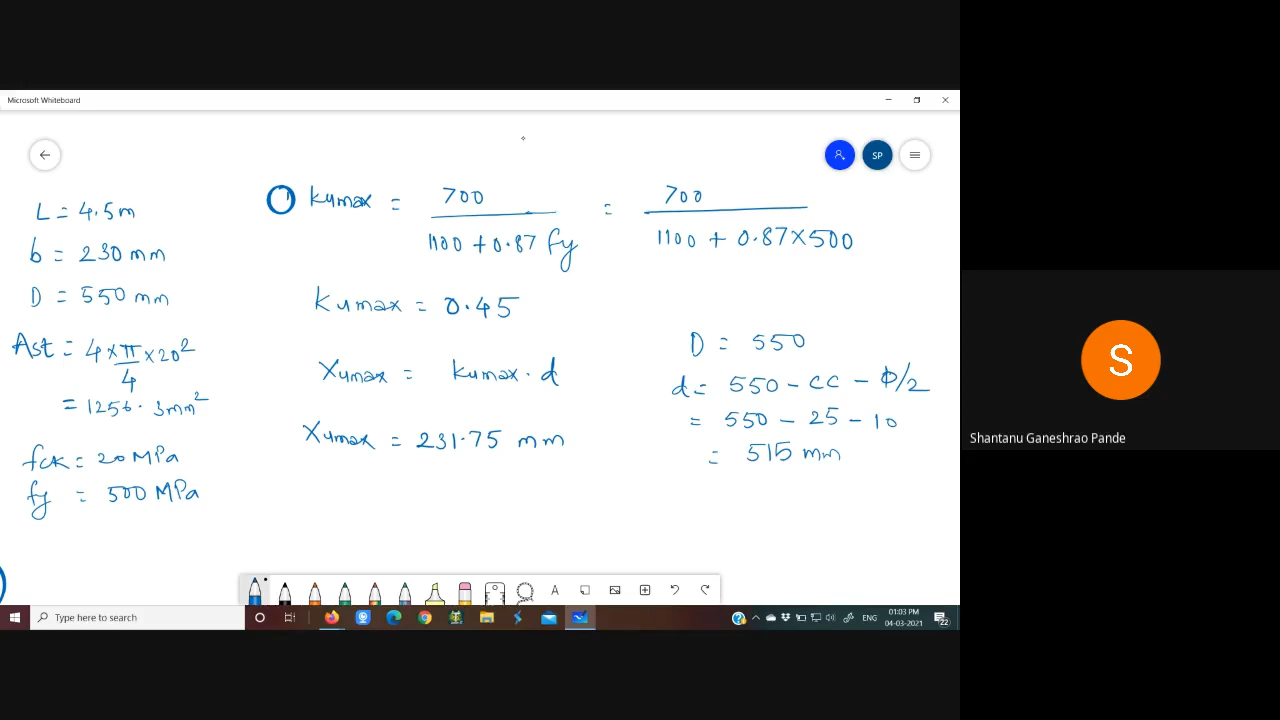 Microsoft Whiteboard
SP
L = 4.5m
b = 230 mm
D = 550 mm
Ast = 4 × π/4 × 20²
= 1256.3mm²
fck = 20 MPa
fy = 500 MPa
1 Kumax = 700 / 1100 + 0.87 fy = 700 / 1100 + 0.87×500
Kumax = 0.45
Xumax = Kumax · d
Xumax = 231.75 mm
D = 550
d = 550 - CC - Φ/2
= 550 - 25 - 10
= 515 mm
S
Shantanu Ganeshrao Pande
Type here to search
ENG
01:03 PM
04-03-2021
22